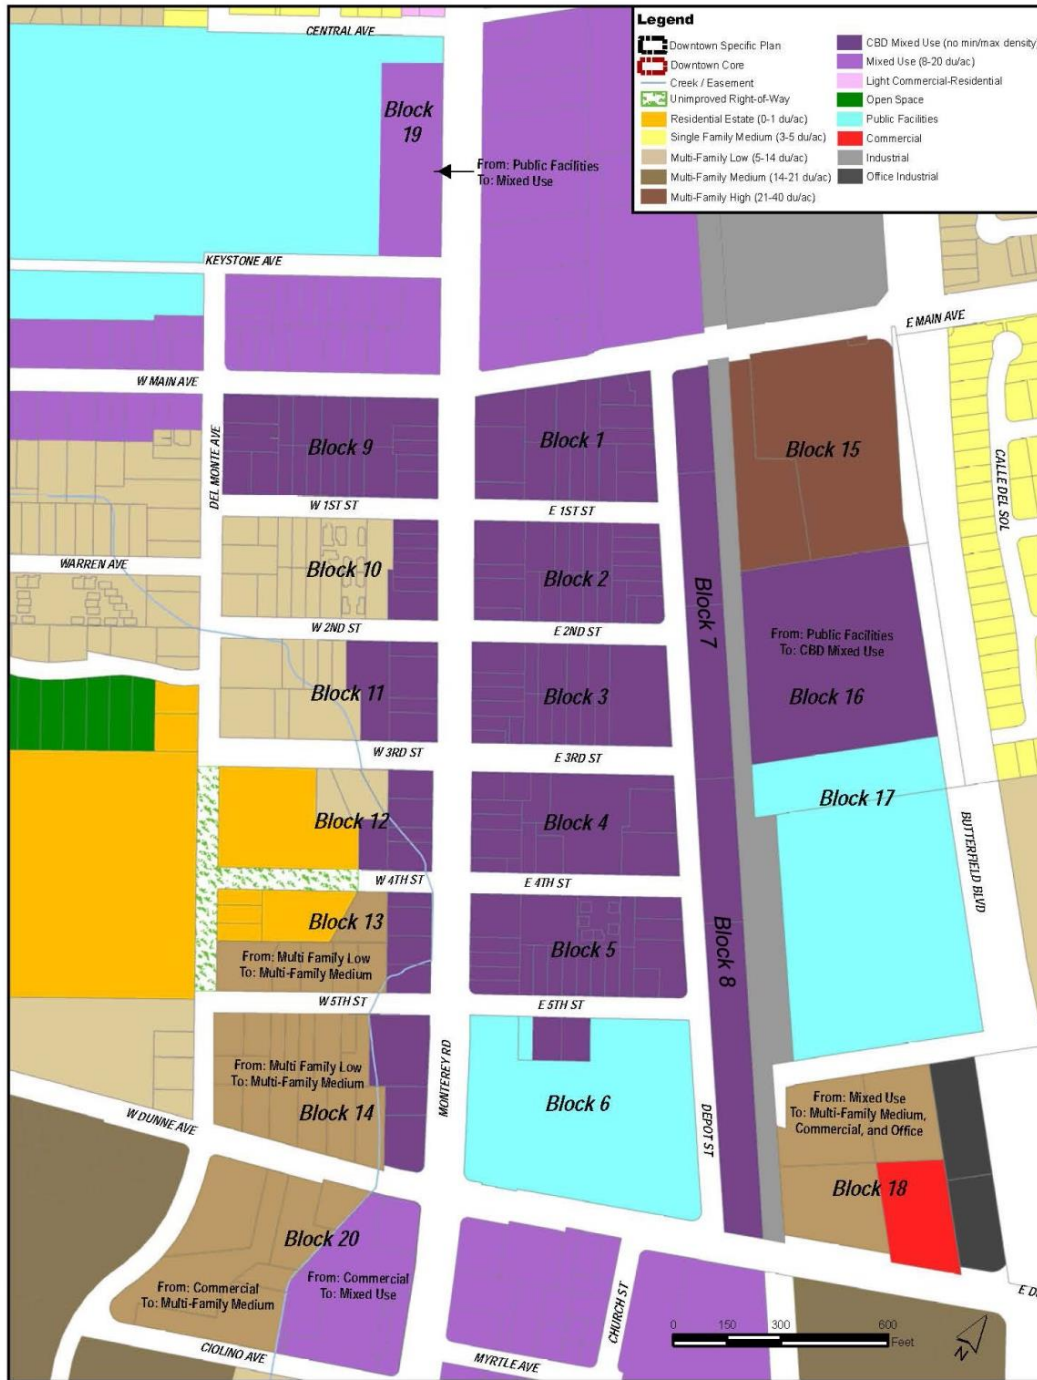 CENTRAL AVE
Legend
Downtown Specific Plan
Downtown Core
Creek / Easement
Unimproved Right-of-Way
Residential Estate (0-1 du/ac)
Single Family Medium (3-5 du/ac)
Multi-Family Low (5-14 du/ac)
Multi-Family Medium (14-21 du/ac)
Multi-Family High (21-40 du/ac)
CBD Mixed Use (no min/max density)
Mixed Use (8-20 du/ac)
Light Commercial-Residential
Open Space
Public Facilities
Commercial
Industrial
Office Industrial
Block
19
From: Public Facilities
To: Mixed Use
KEYSTONE AVE
E MAIN AVE
W MAIN AVE
DEL MONTE AVE
Block 9
Block 1
Block 15
CALLE DEL SOL
W 1ST ST
E 1ST ST
WARREN AVE
Block 10
Block 2
Block 7
W 2ND ST
E 2ND ST
From: Public Facilities
To: CBD Mixed Use
Block 16
Block 11
Block 3
W 3RD ST
E 3RD ST
Block 17
Block 12
Block 4
BUTTERFIELD BLVD
W 4TH ST
E 4TH ST
Block 13
From: Multi Family Low
To: Multi-Family Medium
Block 5
Block 8
W 5TH ST
E 5TH ST
From: Multi Family Low
To: Multi-Family Medium
Block 14
MONTEREY RD
Block 6
DEPOT ST
From: Mixed Use
To: Multi-Family Medium,
Commercial, and Office
Block 18
W DUNNE AVE
Block 20
From: Commercial
To: Multi-Family Medium
From: Commercial
To: Mixed Use
CHURCH ST
E D
CIOLINO AVE
MYRTLE AVE
0 150 300 600
Feet
N